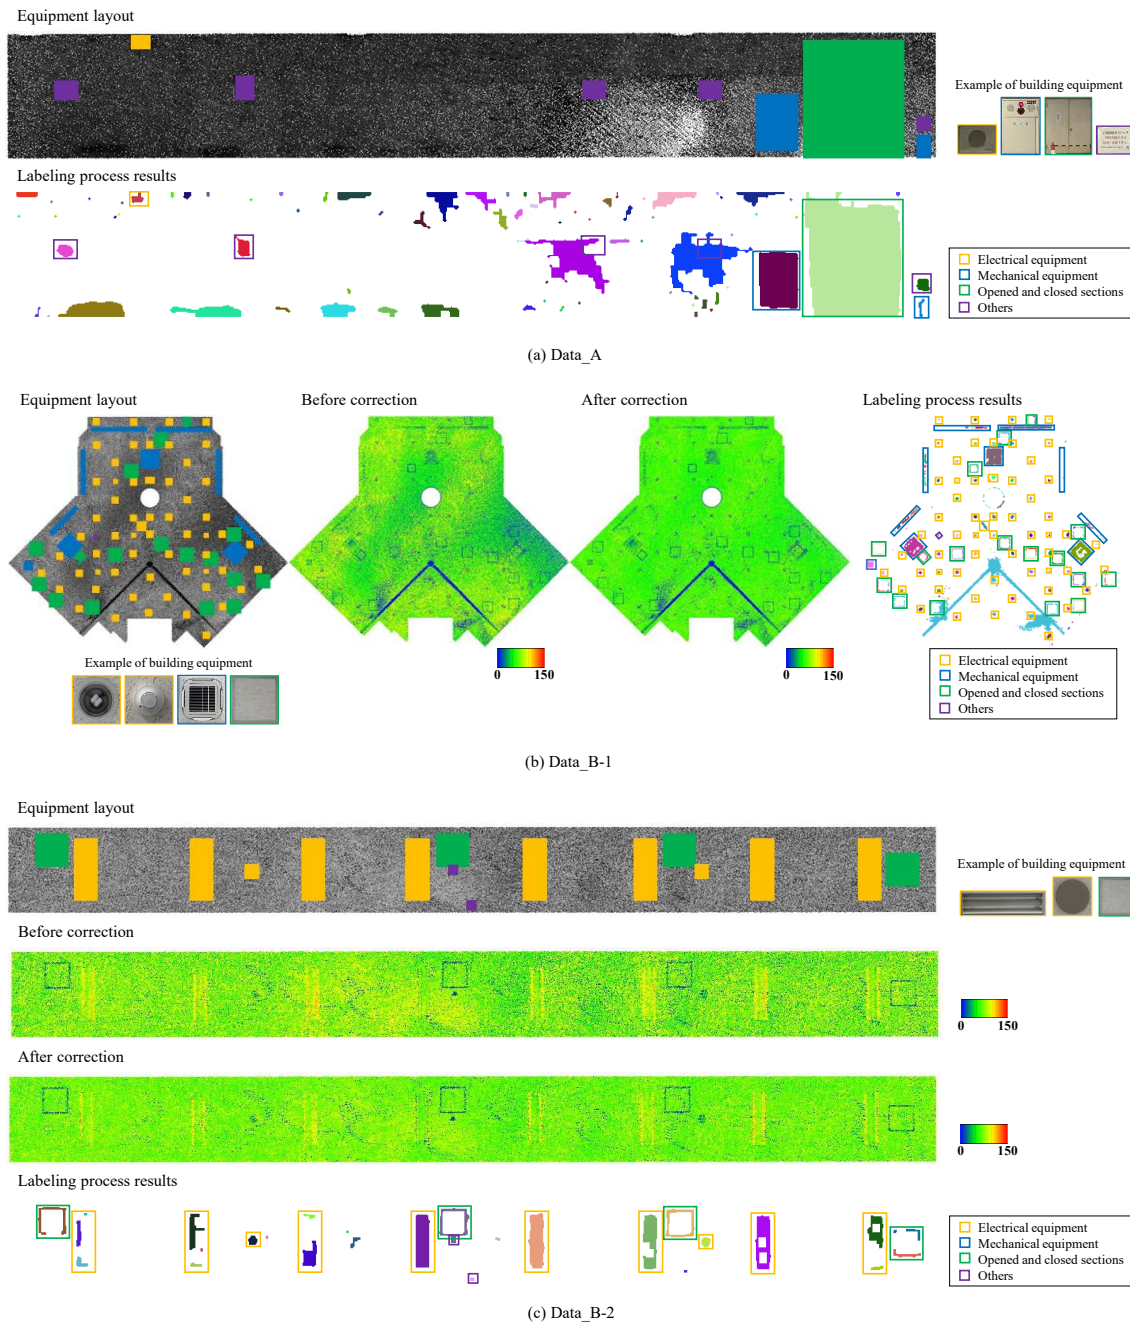 Equipment layout
Example of building equipment
Labeling process results
Electrical equipment
Mechanical equipment
Opened and closed sections
Others
(a) Data_A
Equipment layout
Before correction
After correction
Labeling process results
0
150
0
150
Example of building equipment
Electrical equipment
Mechanical equipment
Opened and closed sections
Others
(b) Data_B-1
Equipment layout
Example of building equipment
Before correction
0
150
After correction
0
150
Labeling process results
Electrical equipment
Mechanical equipment
Opened and closed sections
Others
(c) Data_B-2